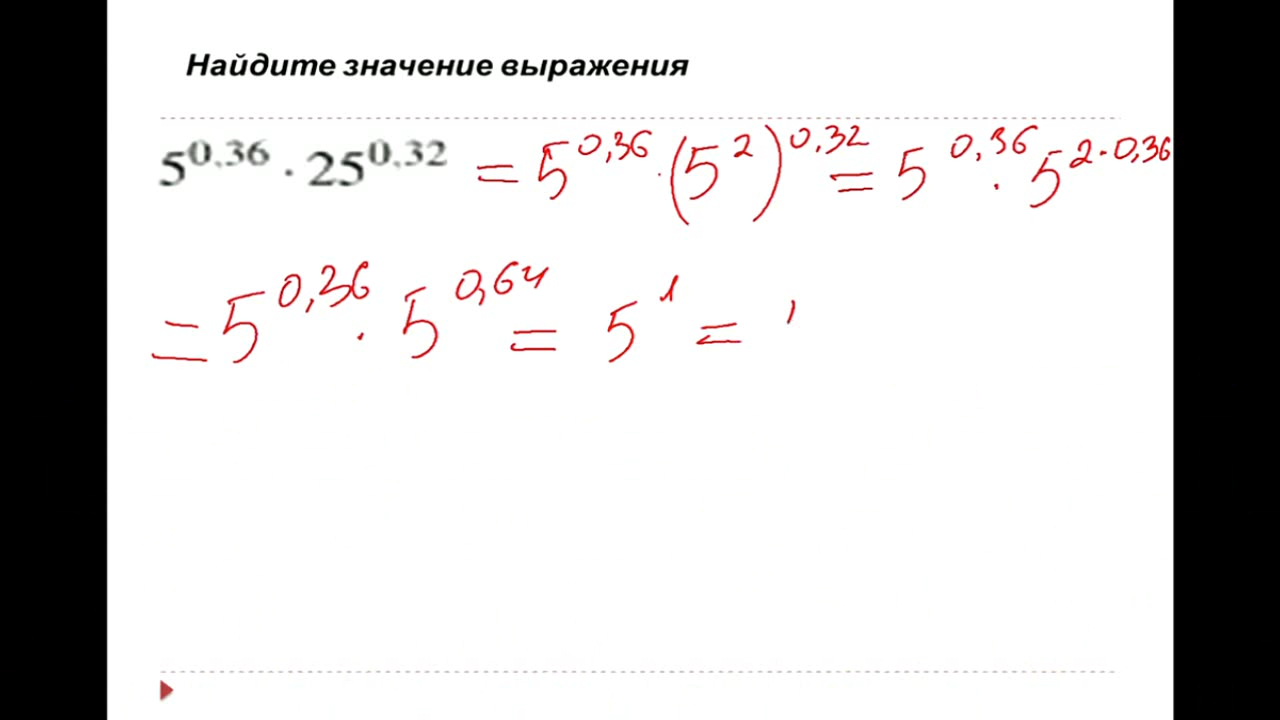 Найдите значение выражения
5^0,36 · 25^0,32 = 5^0,36 · (5^2)^0,32 = 5^0,36 · 5^2·0,36
= 5^0,36 · 5^0,64 = 5^1 =